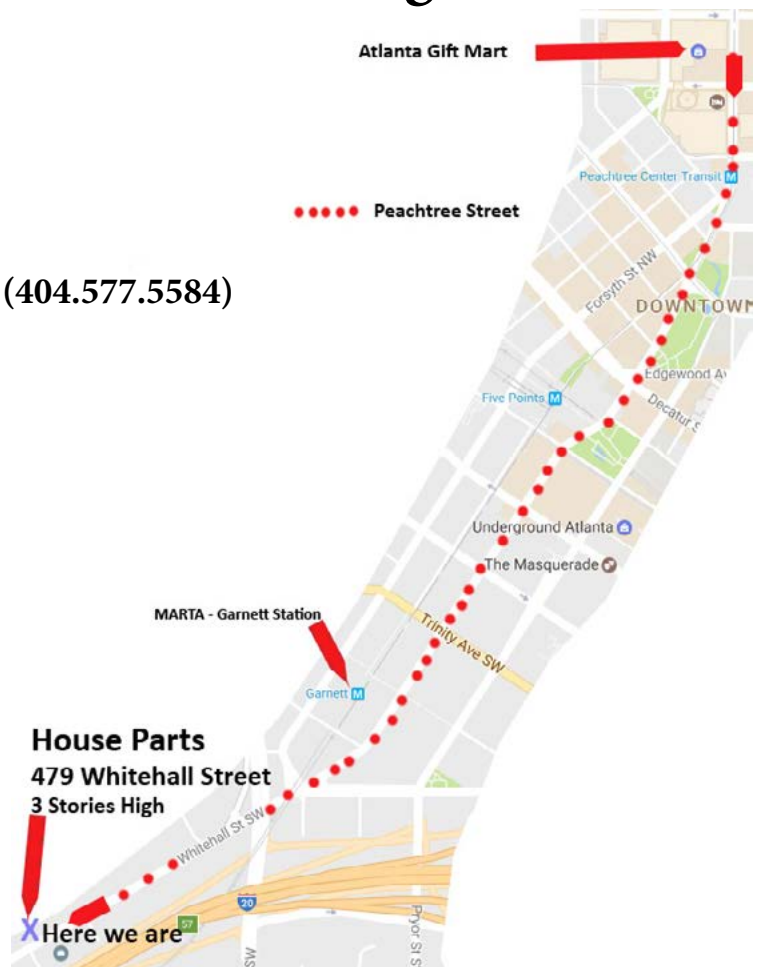 g
Atlanta Gift Mart
Peachtree Center Transit M
Peachtree Street
Forsyth St NW
(404.577.5584)
DOWNTOWN
Edgewood Av
Five Points M
Decatur S
Underground Atlanta
The Masquerade
MARTA - Garnett Station
Trinity Ave SW
Garnett M
House Parts
479 Whitehall Street
3 Stories High
Whitehall St SW
20
57
X Here we are
Pryor St S
SW